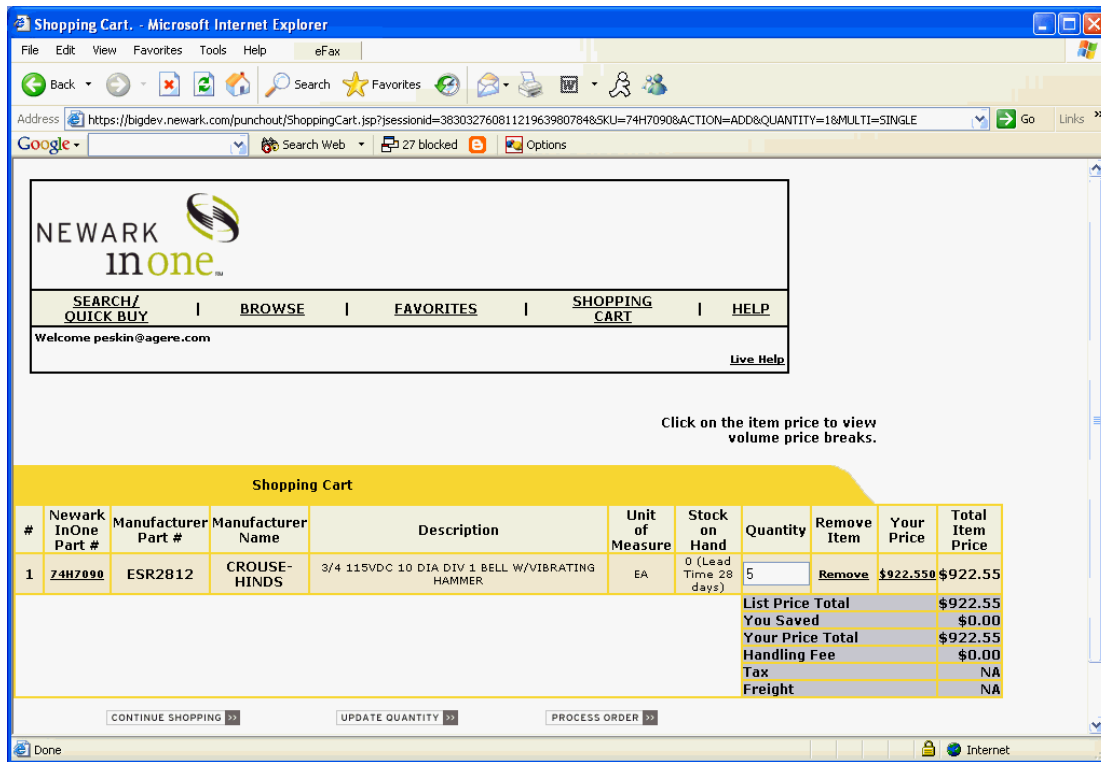 Shopping Cart. - Microsoft Internet Explorer
File Edit View Favorites Tools Help eFax
Back Search Favorites
Address https://bigdev.newark.com/punchout/ShoppingCart.jsp?jsessionid=3830327608112196398078​4&SKU=74H7090&ACTION=ADD&QUANTITY=1&MULTI=SINGLE Go Links »
Google Search Web 27 blocked Options
NEWARK
inone™
SEARCH/ QUICK BUY | BROWSE | FAVORITES | SHOPPING CART | HELP
Welcome peskin@agere.com
Live Help
Click on the item price to view
volume price breaks.
Shopping Cart
# Newark InOne Part # Manufacturer Part # Manufacturer Name Description Unit of Measure Stock on Hand Quantity Remove Item Your Price Total Item Price
1 74H7090 ESR2812 CROUSE-HINDS 3/4 115VDC 10 DIA DIV 1 BELL W/VIBRATING HAMMER EA 0 (Lead Time 28 days) 5 Remove $922.550 $922.55
List Price Total $922.55
You Saved $0.00
Your Price Total $922.55
Handling Fee $0.00
Tax NA
Freight NA
CONTINUE SHOPPING >> UPDATE QUANTITY >> PROCESS ORDER >>
Done Internet